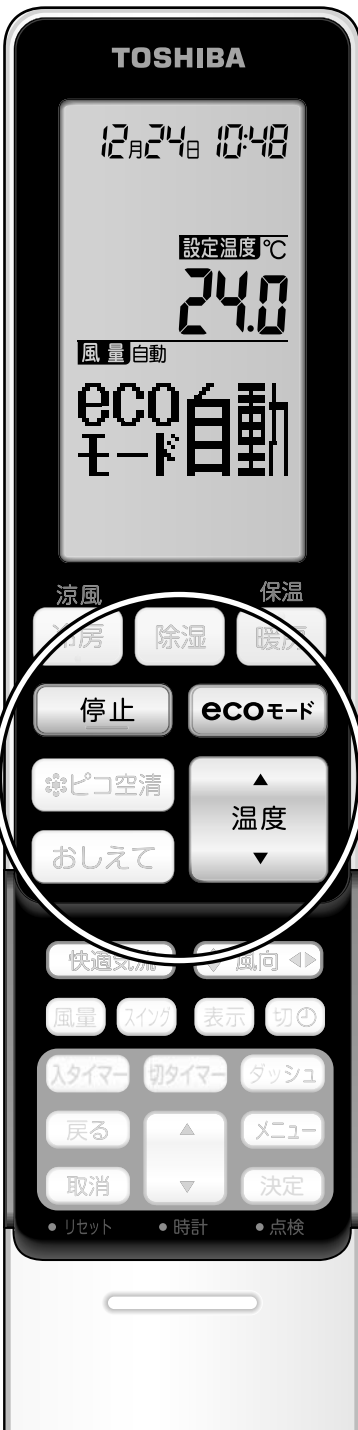 TOSHIBA
12月24日 10:48
設定温度 ℃
24.0
風量 自動
eco
モード 自動
涼風 保温
冷房 除湿 暖房
停止 ecoモード
ピコ空清 ▲
温度
おしえて ▼
快適気流 風向
風量 スイング 表示 切
入タイマー 切タイマー ダッシュ
戻る ▲ メニュー
取消 ▼ 決定
• リセット • 時計 • 点検